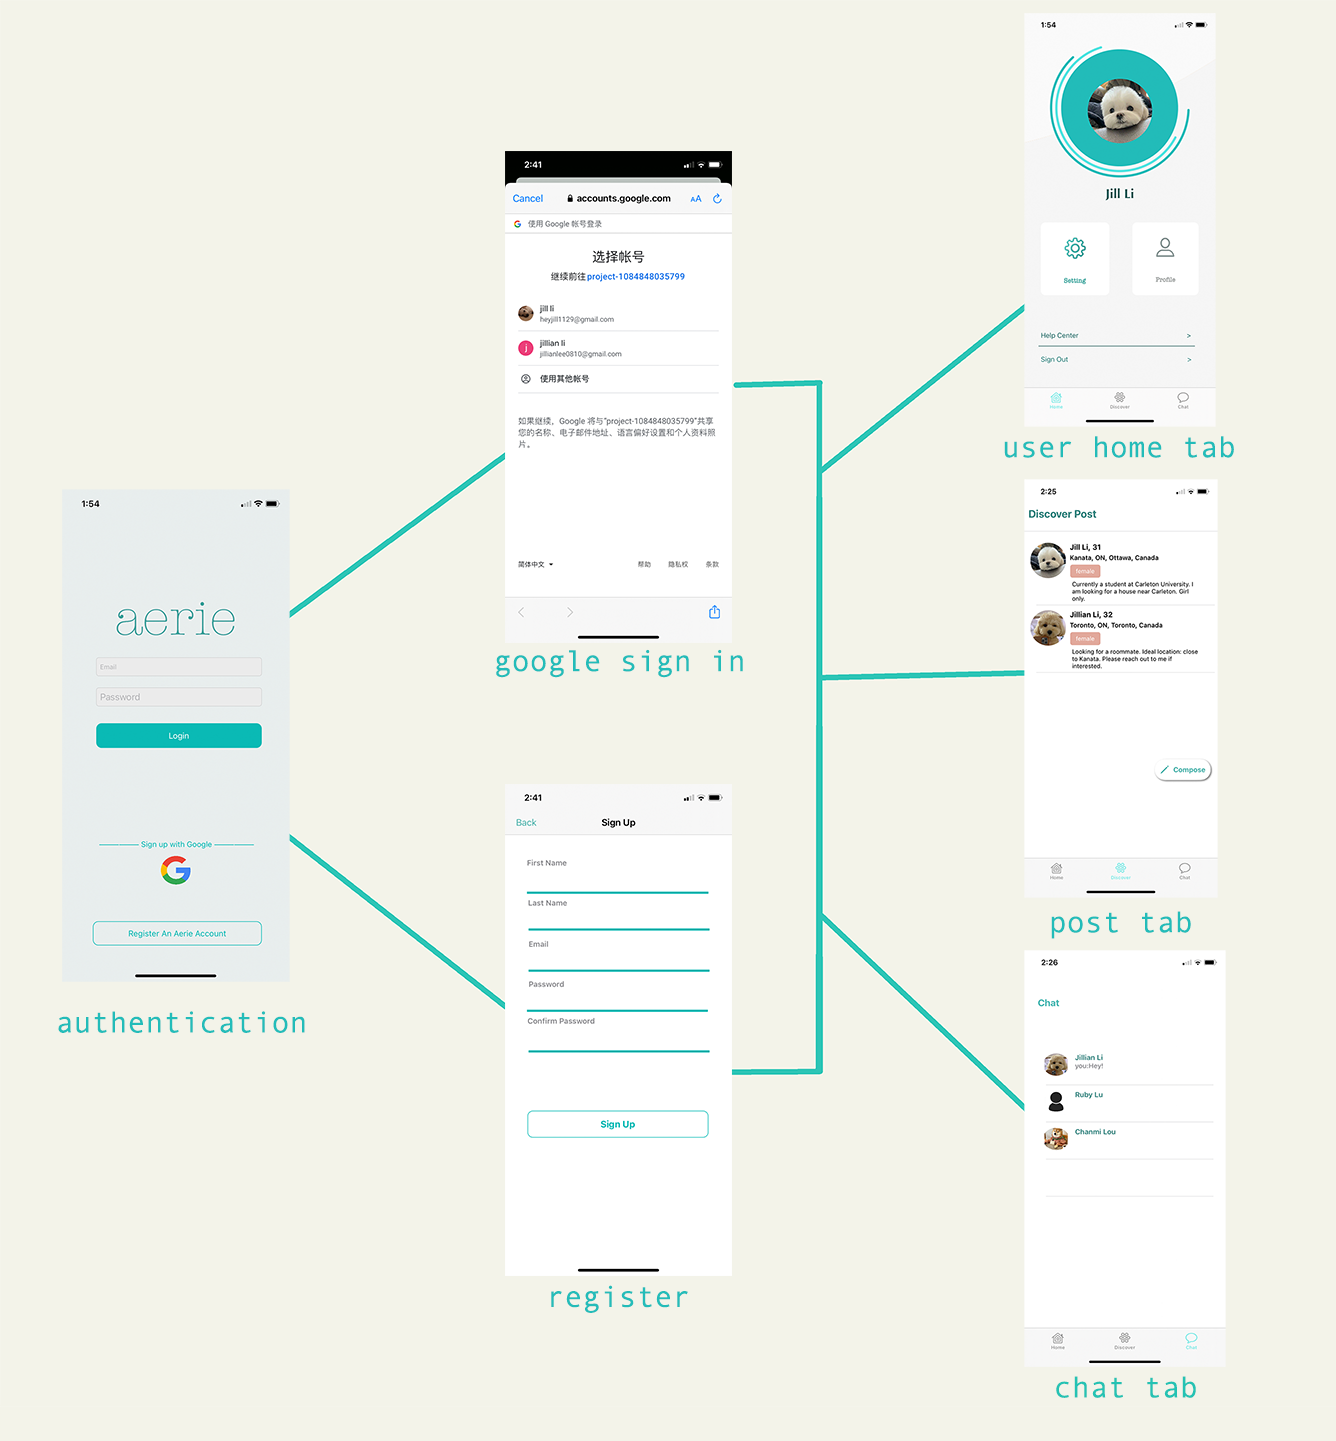 1:54
aerie
Email
Password
Login
Sign up with Google
Register An Aerie Account
authentication
2:41
Cancel
accounts.google.com
AA
使用 Google 帐号登录
选择帐号
继续前往project-1084848035799
jill li
heyjill1129@gmail.com
j
jillian li
jillianlee0810@gmail.com
使用其他帐号
如果继续，Google 将与“project-1084848035799”共享
您的名称、电子邮件地址、语言偏好设置和个人资料照
片。
简体中文
帮助
隐私权
条款
google sign in
2:41
Back
Sign Up
First Name
Last Name
Email
Password
Confirm Password
Sign Up
register
1:54
Jill Li
Setting
Profile
Help Center >
Sign Out >
Home
Discover
Chat
user home tab
2:25
Discover Post
Jill Li, 31
Kanata, ON, Ottawa, Canada
female
Currently a student at Carleton University. I
am looking for a house near Carleton. Girl
only.
Jillian Li, 32
Toronto, ON, Toronto, Canada
female
Looking for a roommate. Ideal location: close
to Kanata. Please reach out to me if
interested.
Compose
Home
Discover
Chat
post tab
2:26
Chat
Jillian Li
you:Hey!
Ruby Lu
Chanmi Lou
Home
Discover
Chat
chat tab